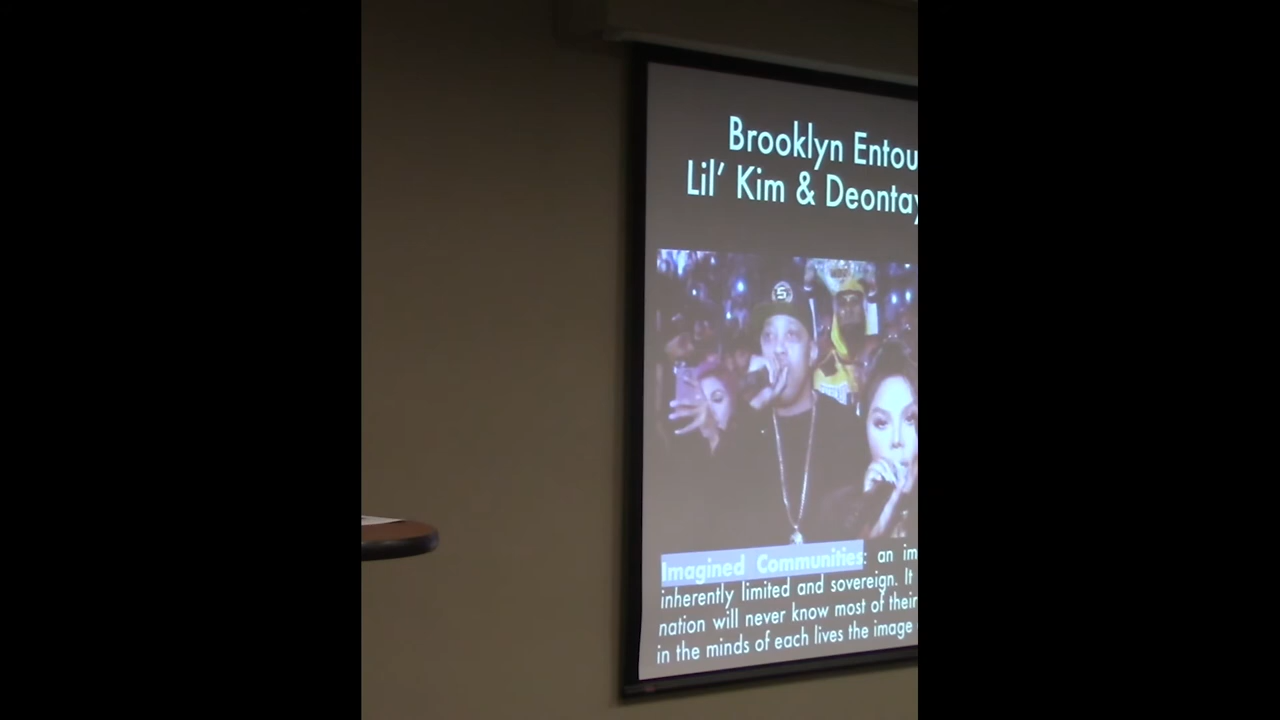 Brooklyn Entou
Lil’ Kim & Deontay
5
Imagined Communities: an im
inherently limited and sovereign. It
nation will never know most of their
in the minds of each lives the image